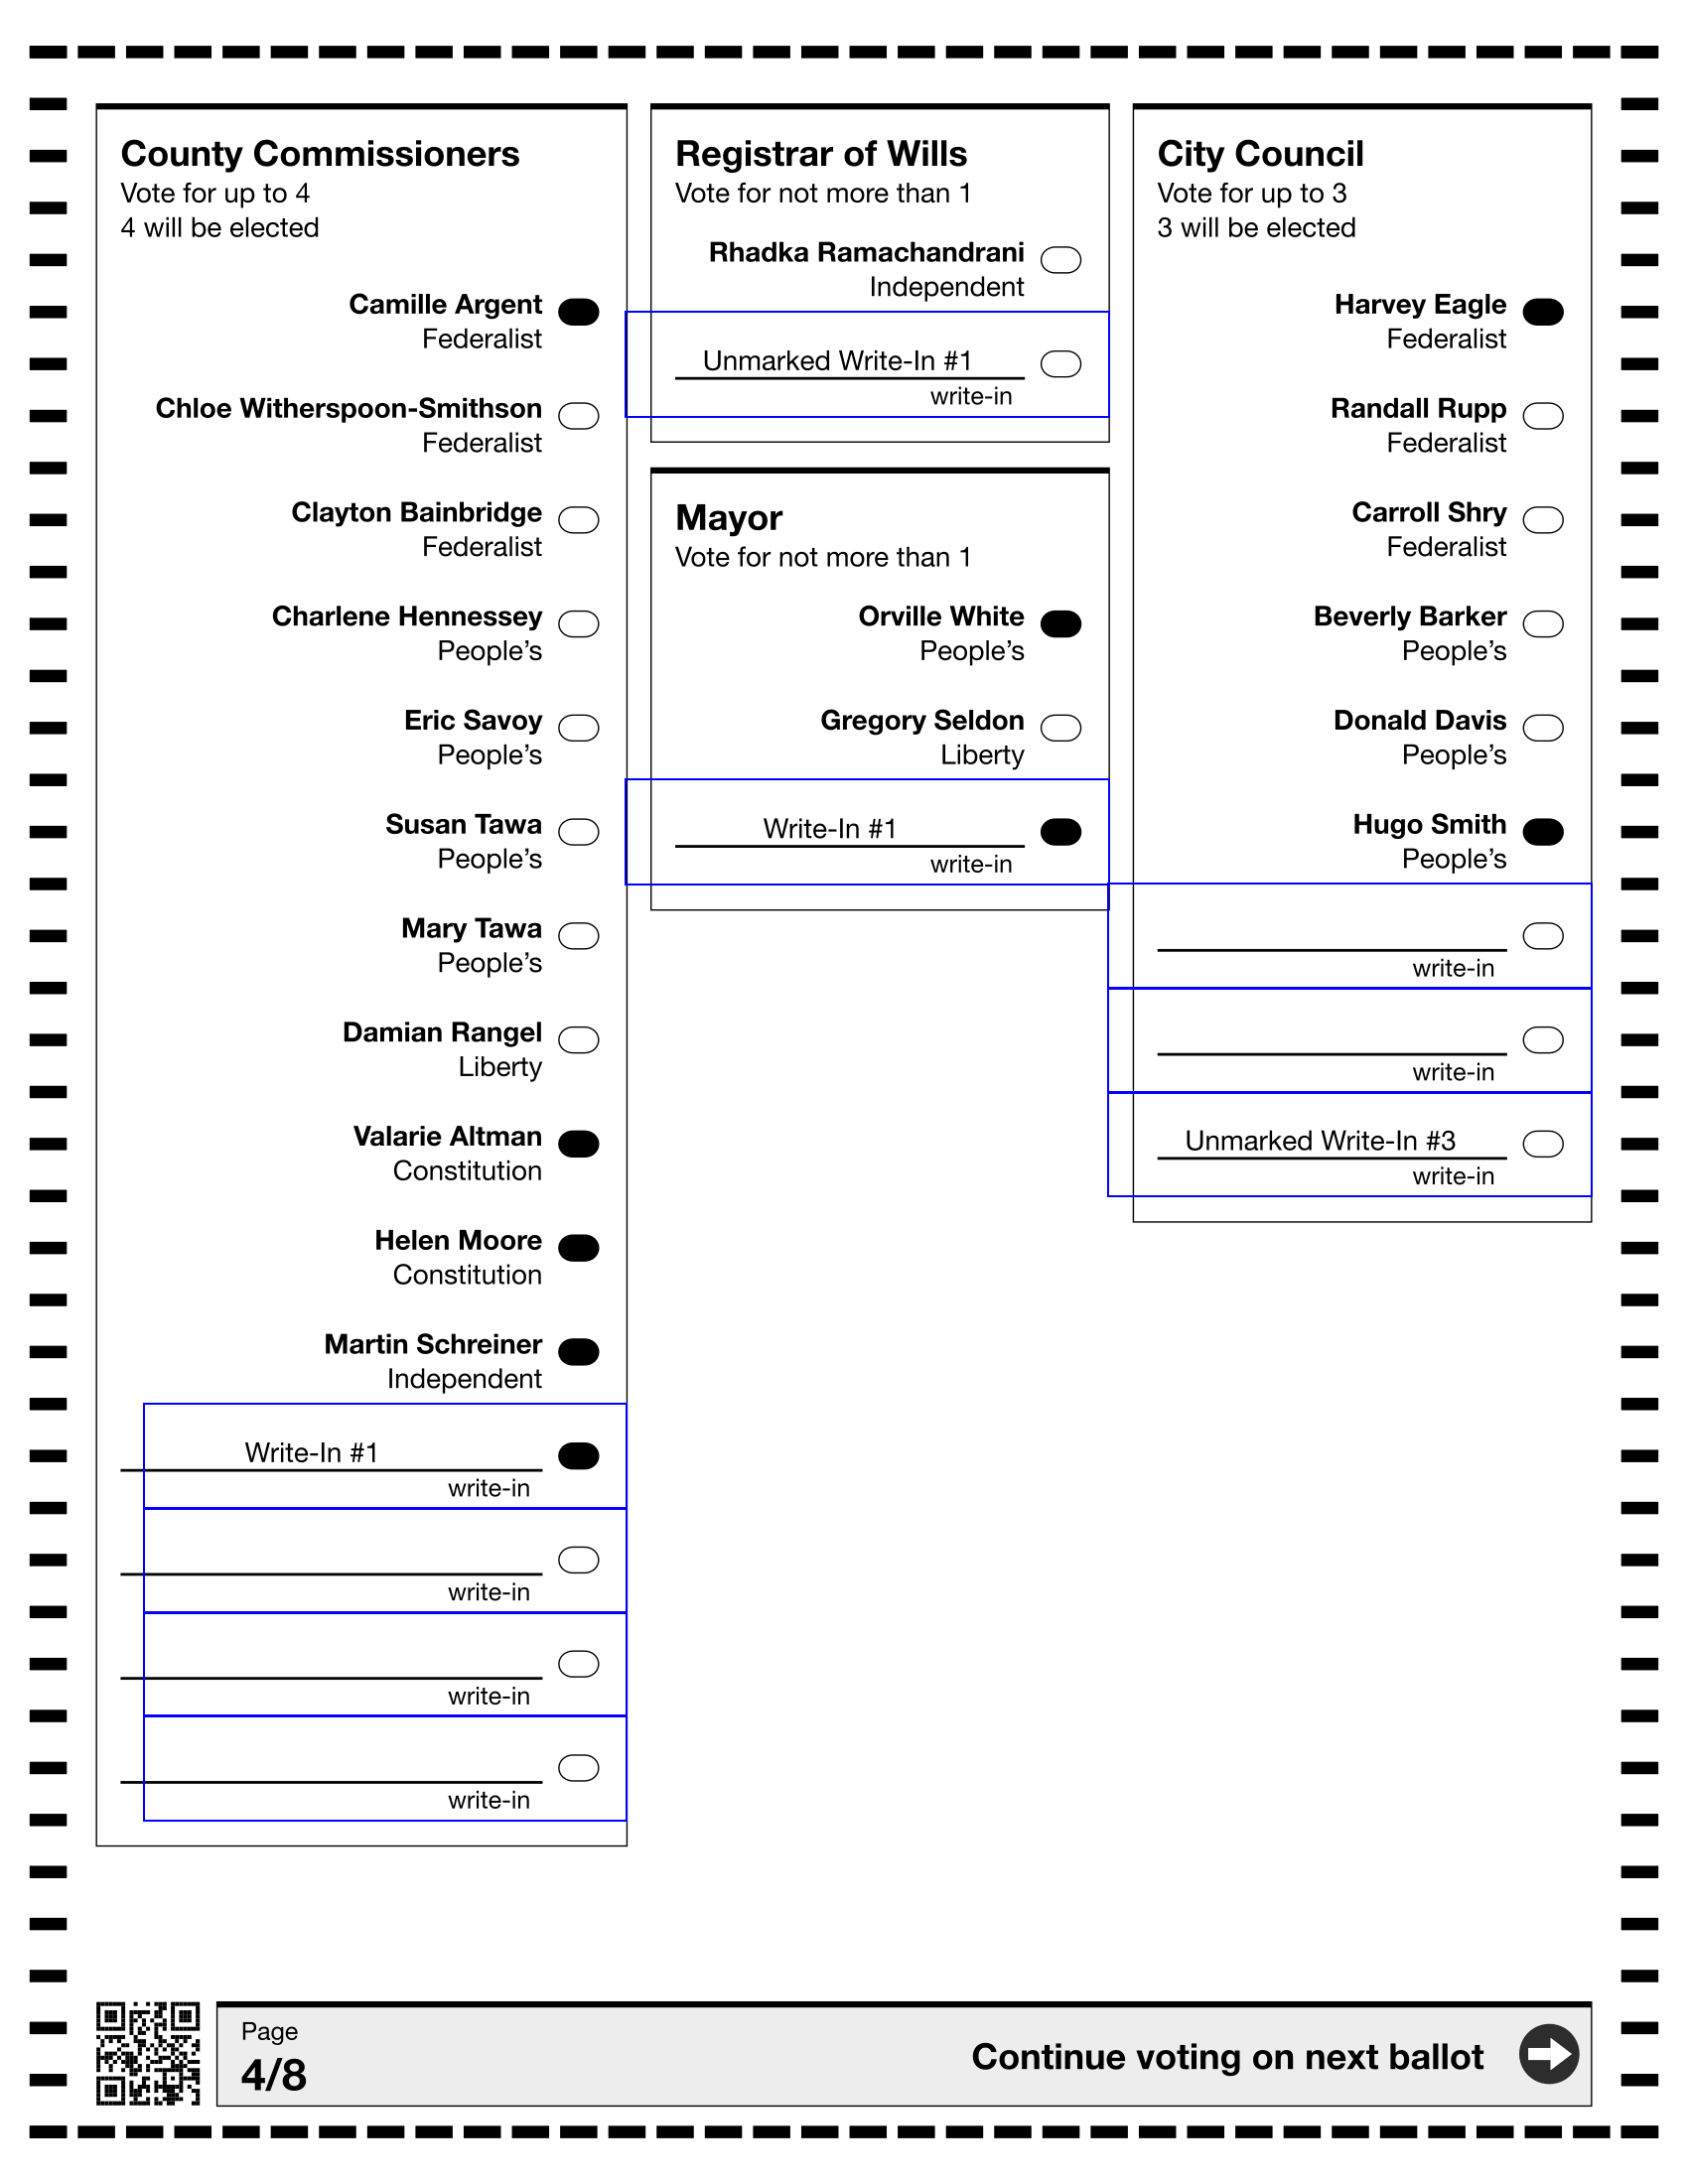 County Commissioners
Vote for up to 4
4 will be elected
Camille Argent
Federalist
Chloe Witherspoon-Smithson
Federalist
Clayton Bainbridge
Federalist
Charlene Hennessey
People’s
Eric Savoy
People’s
Susan Tawa
People’s
Mary Tawa
People’s
Damian Rangel
Liberty
Valarie Altman
Constitution
Helen Moore
Constitution
Martin Schreiner
Independent
Write-In #1
write-in
write-in
write-in
write-in
Registrar of Wills
Vote for not more than 1
Rhadka Ramachandrani
Independent
Unmarked Write-In #1
write-in
Mayor
Vote for not more than 1
Orville White
People’s
Gregory Seldon
Liberty
Write-In #1
write-in
City Council
Vote for up to 3
3 will be elected
Harvey Eagle
Federalist
Randall Rupp
Federalist
Carroll Shry
Federalist
Beverly Barker
People’s
Donald Davis
People’s
Hugo Smith
People’s
write-in
write-in
Unmarked Write-In #3
write-in
Page
4/8
Continue voting on next ballot